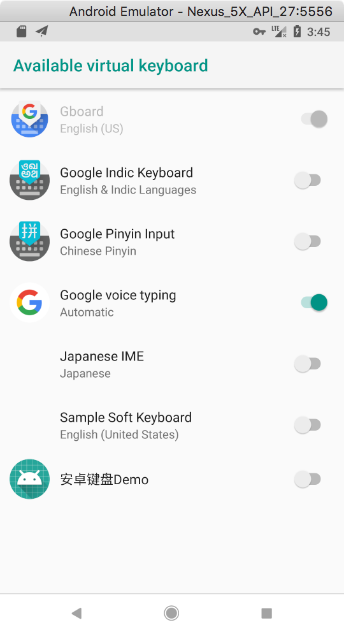 Android Emulator - Nexus_5X_API_27:5556
3:45
Available virtual keyboard
Gboard
English (US)
Google Indic Keyboard
English & Indic Languages
Google Pinyin Input
Chinese Pinyin
Google voice typing
Automatic
Japanese IME
Japanese
Sample Soft Keyboard
English (United States)
安卓键盘Demo